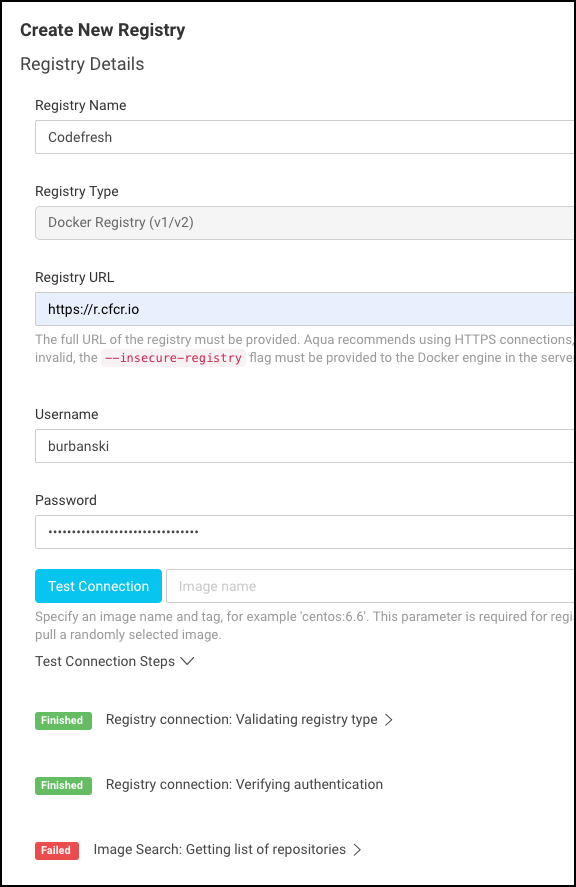 Create New Registry
Registry Details
Registry Name
Codefresh
Registry Type
Docker Registry (v1/v2)
Registry URL
https://r.cfcr.io
The full URL of the registry must be provided. Aqua recommends using HTTPS connections,
invalid, the --insecure-registry flag must be provided to the Docker engine in the server
Username
burbanski
Password
••••••••••••••••••••••••••••••••
Test Connection Image name
Specify an image name and tag, for example 'centos:6.6'. This parameter is required for regi
pull a randomly selected image.
Test Connection Steps
Finished Registry connection: Validating registry type
Finished Registry connection: Verifying authentication
Failed Image Search: Getting list of repositories